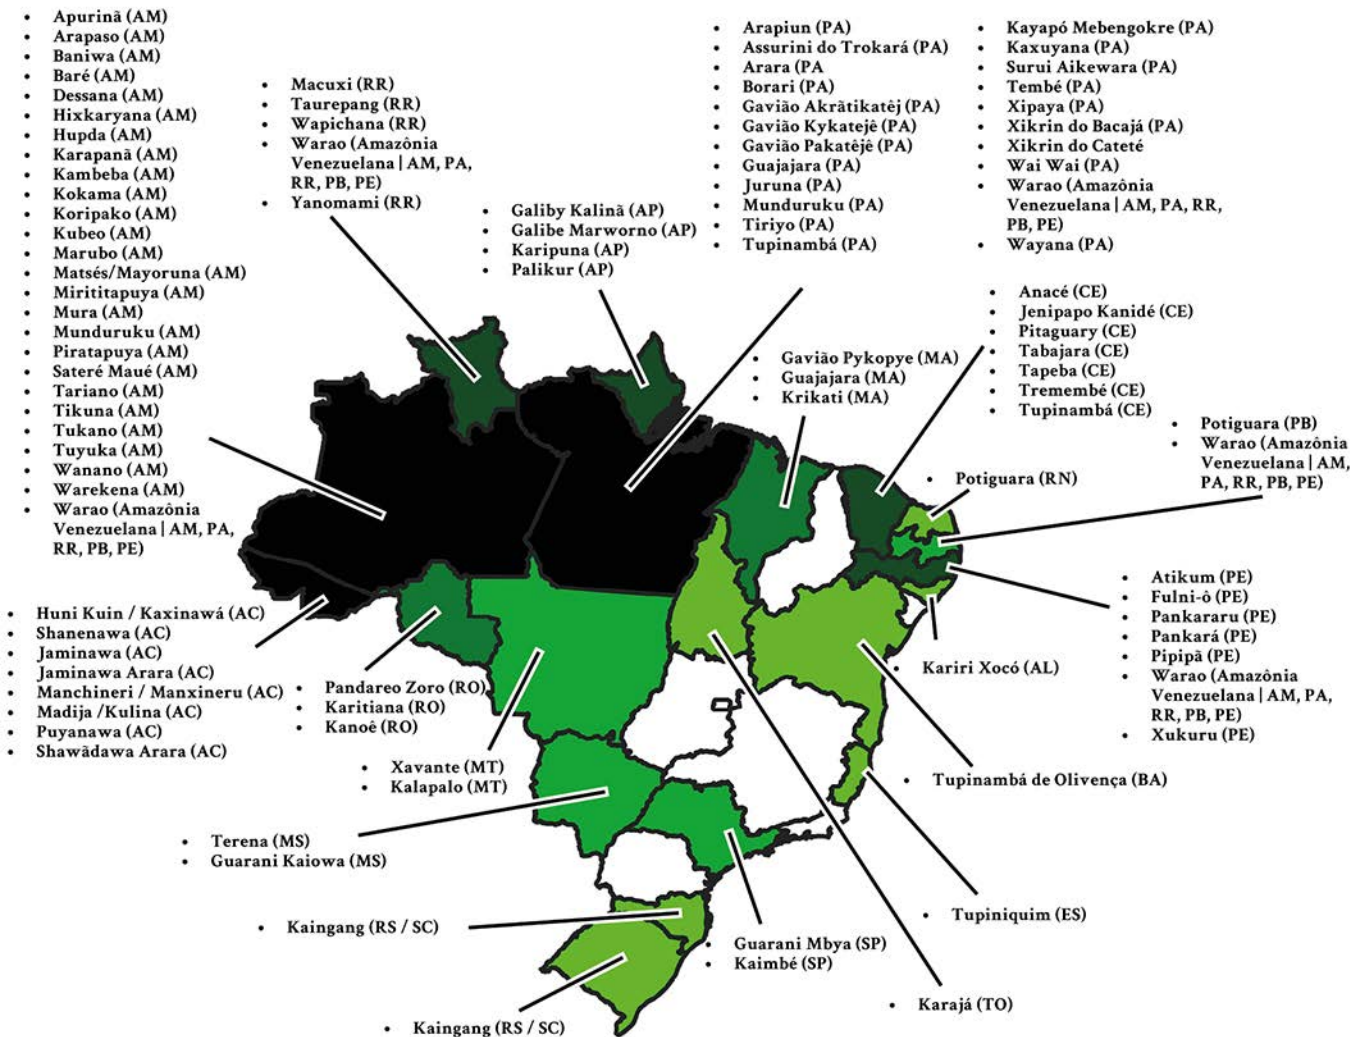 Apurinã (AM)
Arapaso (AM)
Baniwa (AM)
Baré (AM)
Dessana (AM)
Hixkaryana (AM)
Hupda (AM)
Karapanã (AM)
Kambeba (AM)
Kokama (AM)
Koripako (AM)
Kubeo (AM)
Marubo (AM)
Matsés/Mayoruna (AM)
Mirititapuya (AM)
Mura (AM)
Munduruku (AM)
Piratapuya (AM)
Sateré Maué (AM)
Tariano (AM)
Tikuna (AM)
Tukano (AM)
Tuyuka (AM)
Wanano (AM)
Warekena (AM)
Warao (Amazônia
Venezuelana | AM, PA,
RR, PB, PE)
Macuxi (RR)
Taurepang (RR)
Wapichana (RR)
Warao (Amazônia
Venezuelana | AM, PA,
RR, PB, PE)
Yanomami (RR)
Galiby Kalinã (AP)
Galibe Marworno (AP)
Karipuna (AP)
Palikur (AP)
Arapiun (PA)
Assurini do Trokará (PA)
Arara (PA
Borari (PA)
Gavião Akrãtikatêj (PA)
Gavião Kykatejê (PA)
Gavião Pakatêjê (PA)
Guajajara (PA)
Juruna (PA)
Munduruku (PA)
Tiriyo (PA)
Tupinambá (PA)
Kayapó Mebengokre (PA)
Kaxuyana (PA)
Surui Aikewara (PA)
Tembé (PA)
Xipaya (PA)
Xikrin do Bacajá (PA)
Xikrin do Cateté
Wai Wai (PA)
Warao (Amazônia
Venezuelana | AM, PA, RR,
PB, PE)
Wayana (PA)
Gavião Pykopye (MA)
Guajajara (MA)
Krikati (MA)
Anacé (CE)
Jenipapo Kanidé (CE)
Pitaguary (CE)
Tabajara (CE)
Tapeba (CE)
Tremembé (CE)
Tupinambá (CE)
Potiguara (RN)
Potiguara (PB)
Warao (Amazônia
Venezuelana | AM,
PA, RR, PB, PE)
Atikum (PE)
Fulni-ô (PE)
Pankararu (PE)
Pankará (PE)
Pipipã (PE)
Warao (Amazônia
Venezuelana | AM, PA,
RR, PB, PE)
Xukuru (PE)
Kariri Xocó (AL)
Tupinambá de Olivença (BA)
Huni Kuin / Kaxinawá (AC)
Shanenawa (AC)
Jaminawa (AC)
Jaminawa Arara (AC)
Manchineri / Manxineru (AC)
Madija /Kulina (AC)
Puyanawa (AC)
Shawãdawa Arara (AC)
Pandareo Zoro (RO)
Karitiana (RO)
Kanoê (RO)
Xavante (MT)
Kalapalo (MT)
Terena (MS)
Guarani Kaiowa (MS)
Tupiniquim (ES)
Kaingang (RS / SC)
Guarani Mbya (SP)
Kaimbé (SP)
Karajá (TO)
Kaingang (RS / SC)